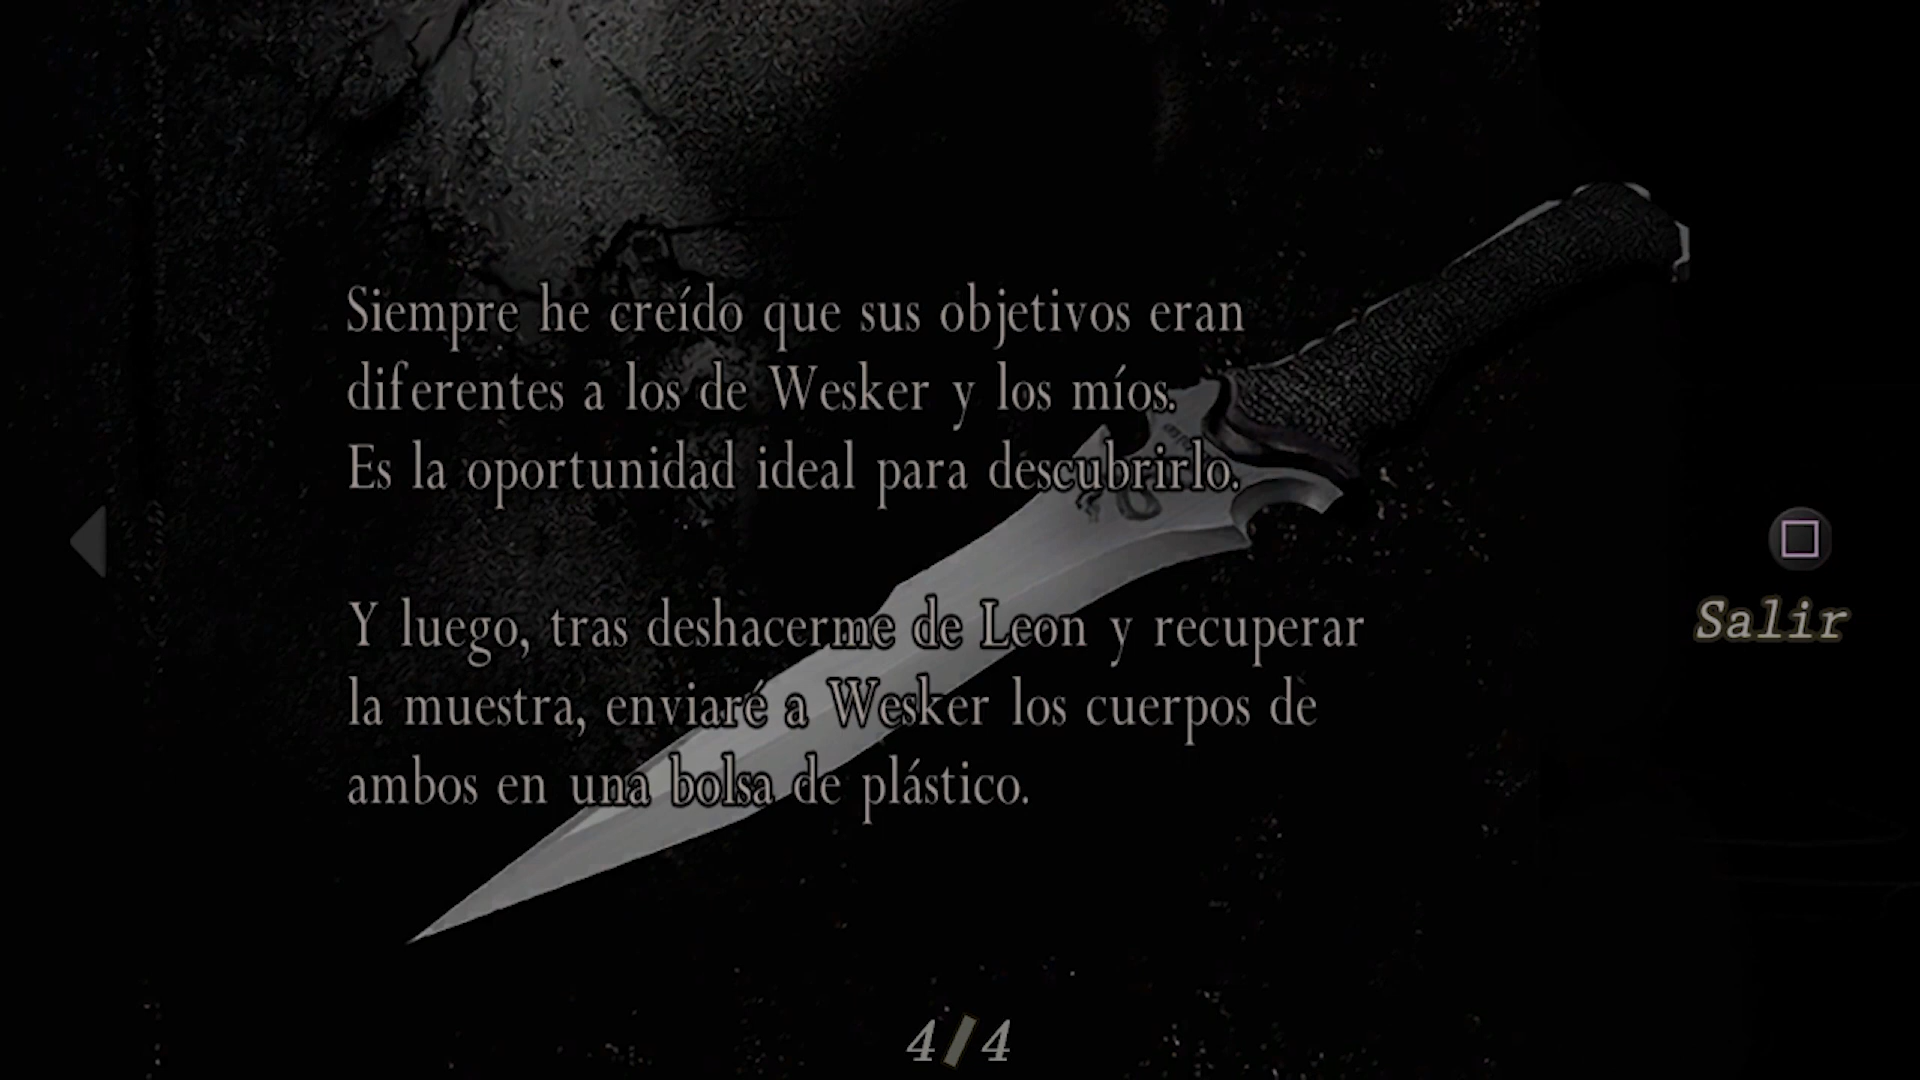 Siempre he creído que sus objetivos eran
diferentes a los de Wesker y los míos.
Es la oportunidad ideal para descubrirlo.
Y luego, tras deshacerme de Leon y recuperar
la muestra, enviaré a Wesker los cuerpos de
ambos en una bolsa de plástico.
Salir
4/4